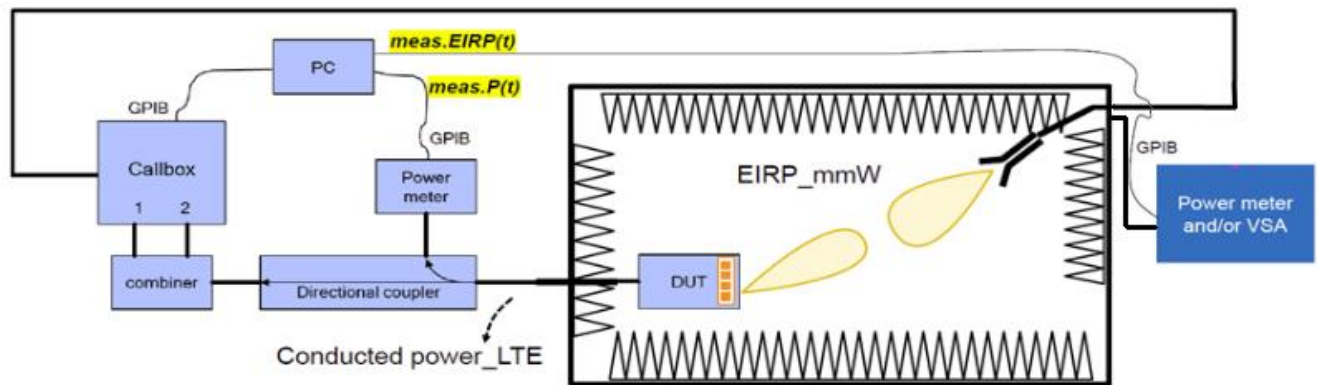 meas.EIRP(t)
PC
meas.P(t)
GPIB
GPIB
Callbox
1 2
Power
meter
EIRP_mmW
GPIB
Power meter
and/or VSA
combiner
Directional coupler
DUT
Conducted power_LTE